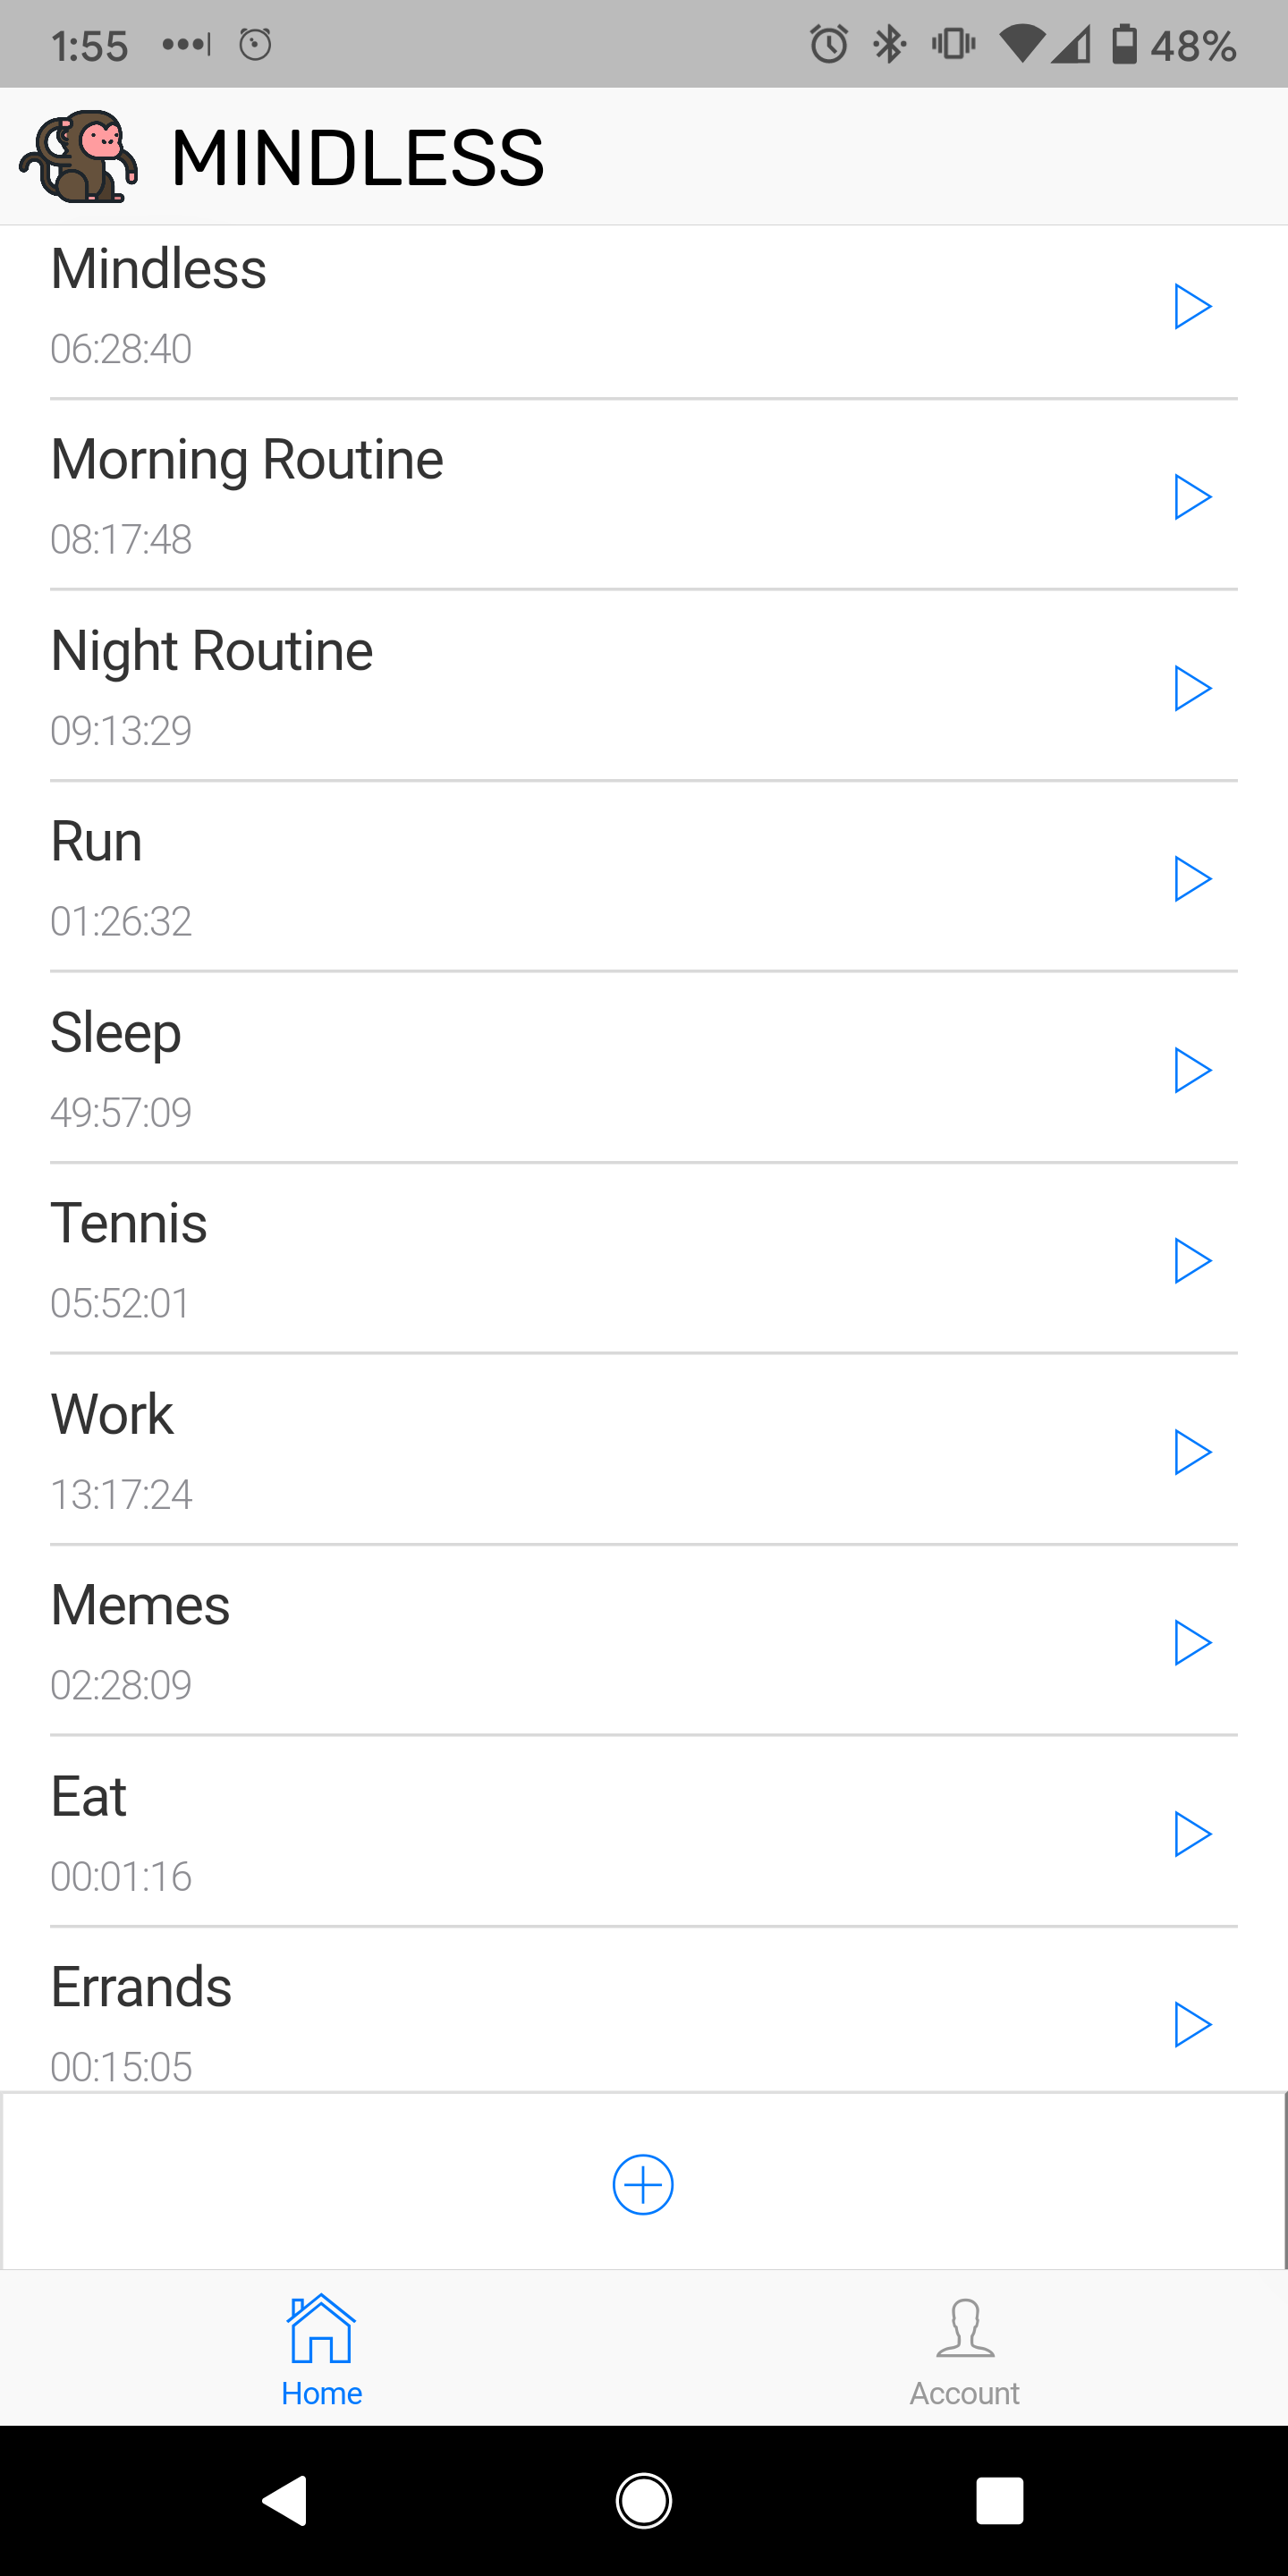 1:55
48%
MINDLESS
Mindless
06:28:40
Morning Routine
08:17:48
Night Routine
09:13:29
Run
01:26:32
Sleep
49:57:09
Tennis
05:52:01
Work
13:17:24
Memes
02:28:09
Eat
00:01:16
Errands
00:15:05
Home
Account